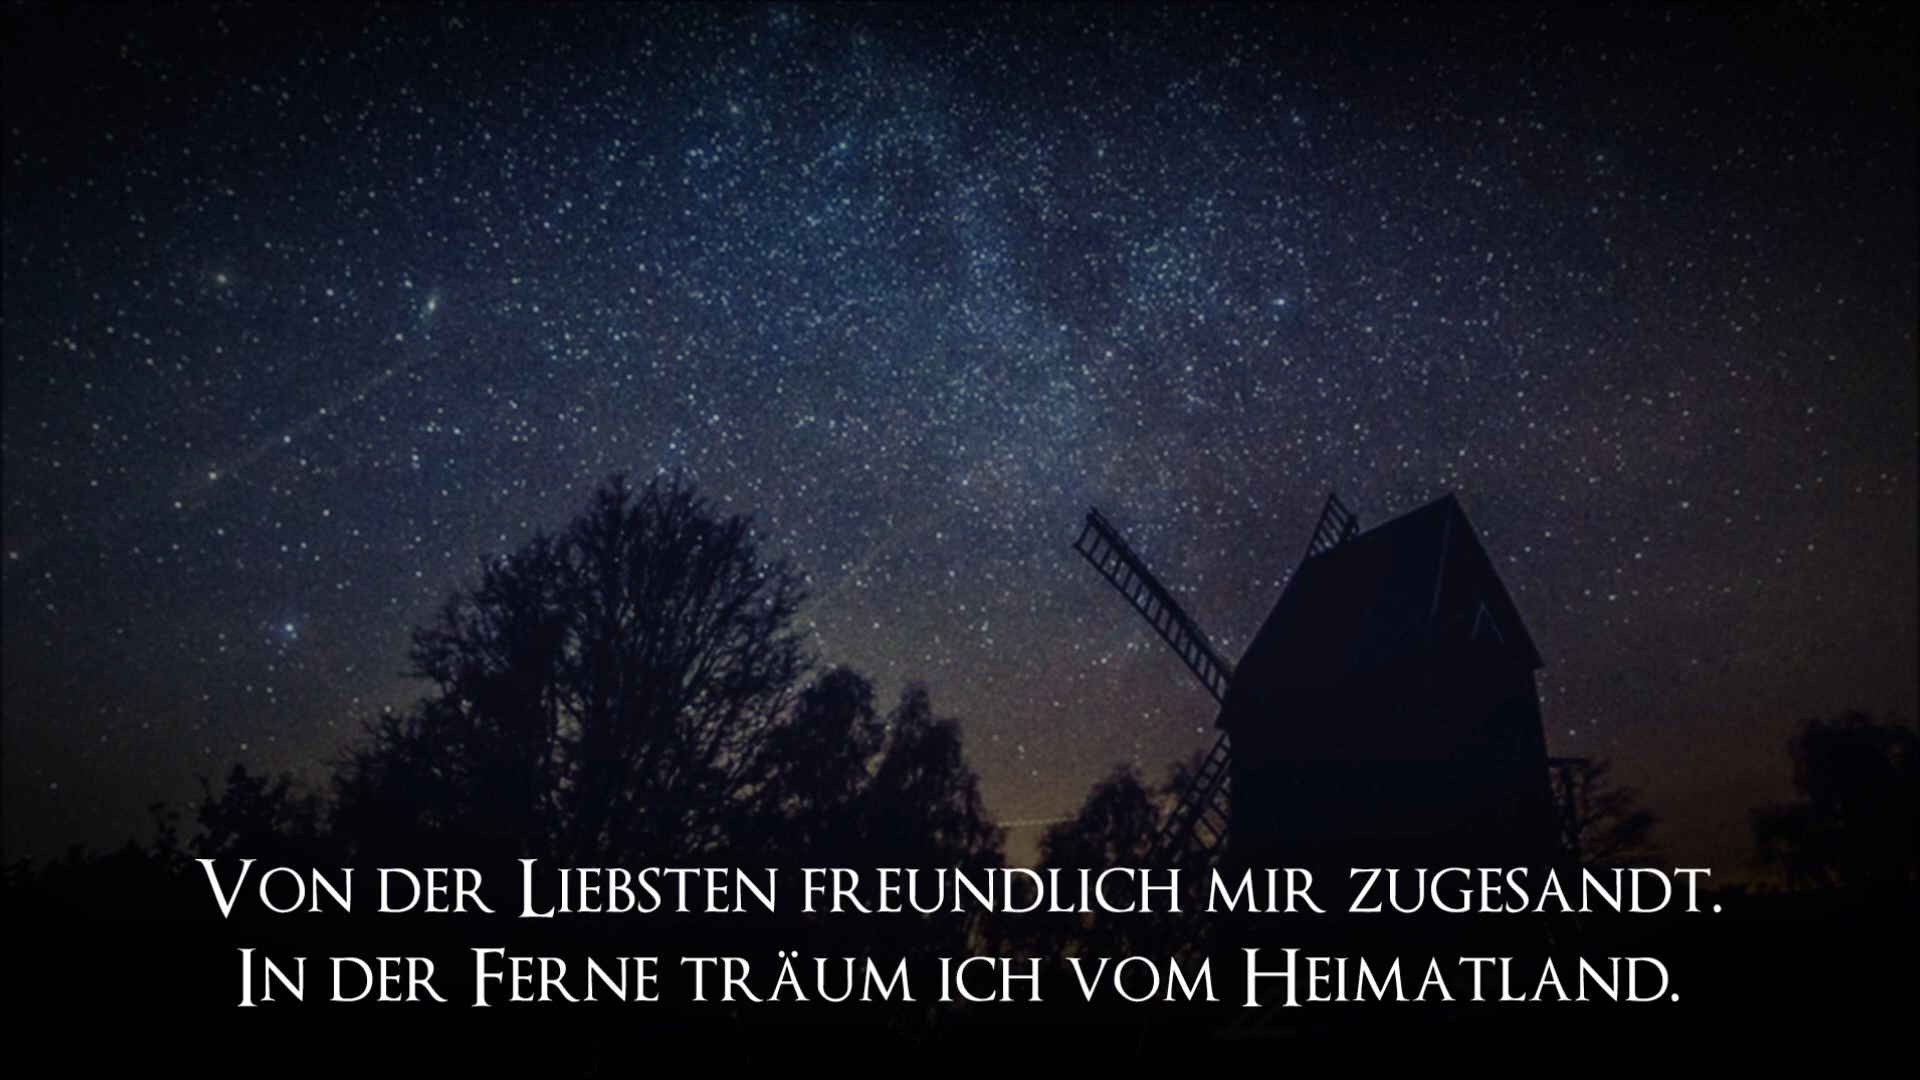 Von der Liebsten freundlich mir zugesandt.
In der Ferne träum ich vom Heimatland.